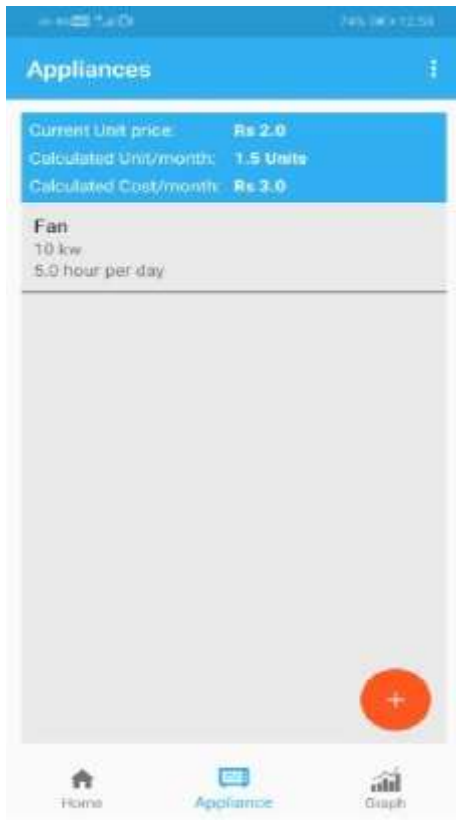 Appliances
Current Unit price: Rs 2.0
Calculated Unit/month: 1.5 Units
Calculated Cost/month: Rs 3.0
Fan
10 kw
5.0 hour per day
+
Home Appliance Graph